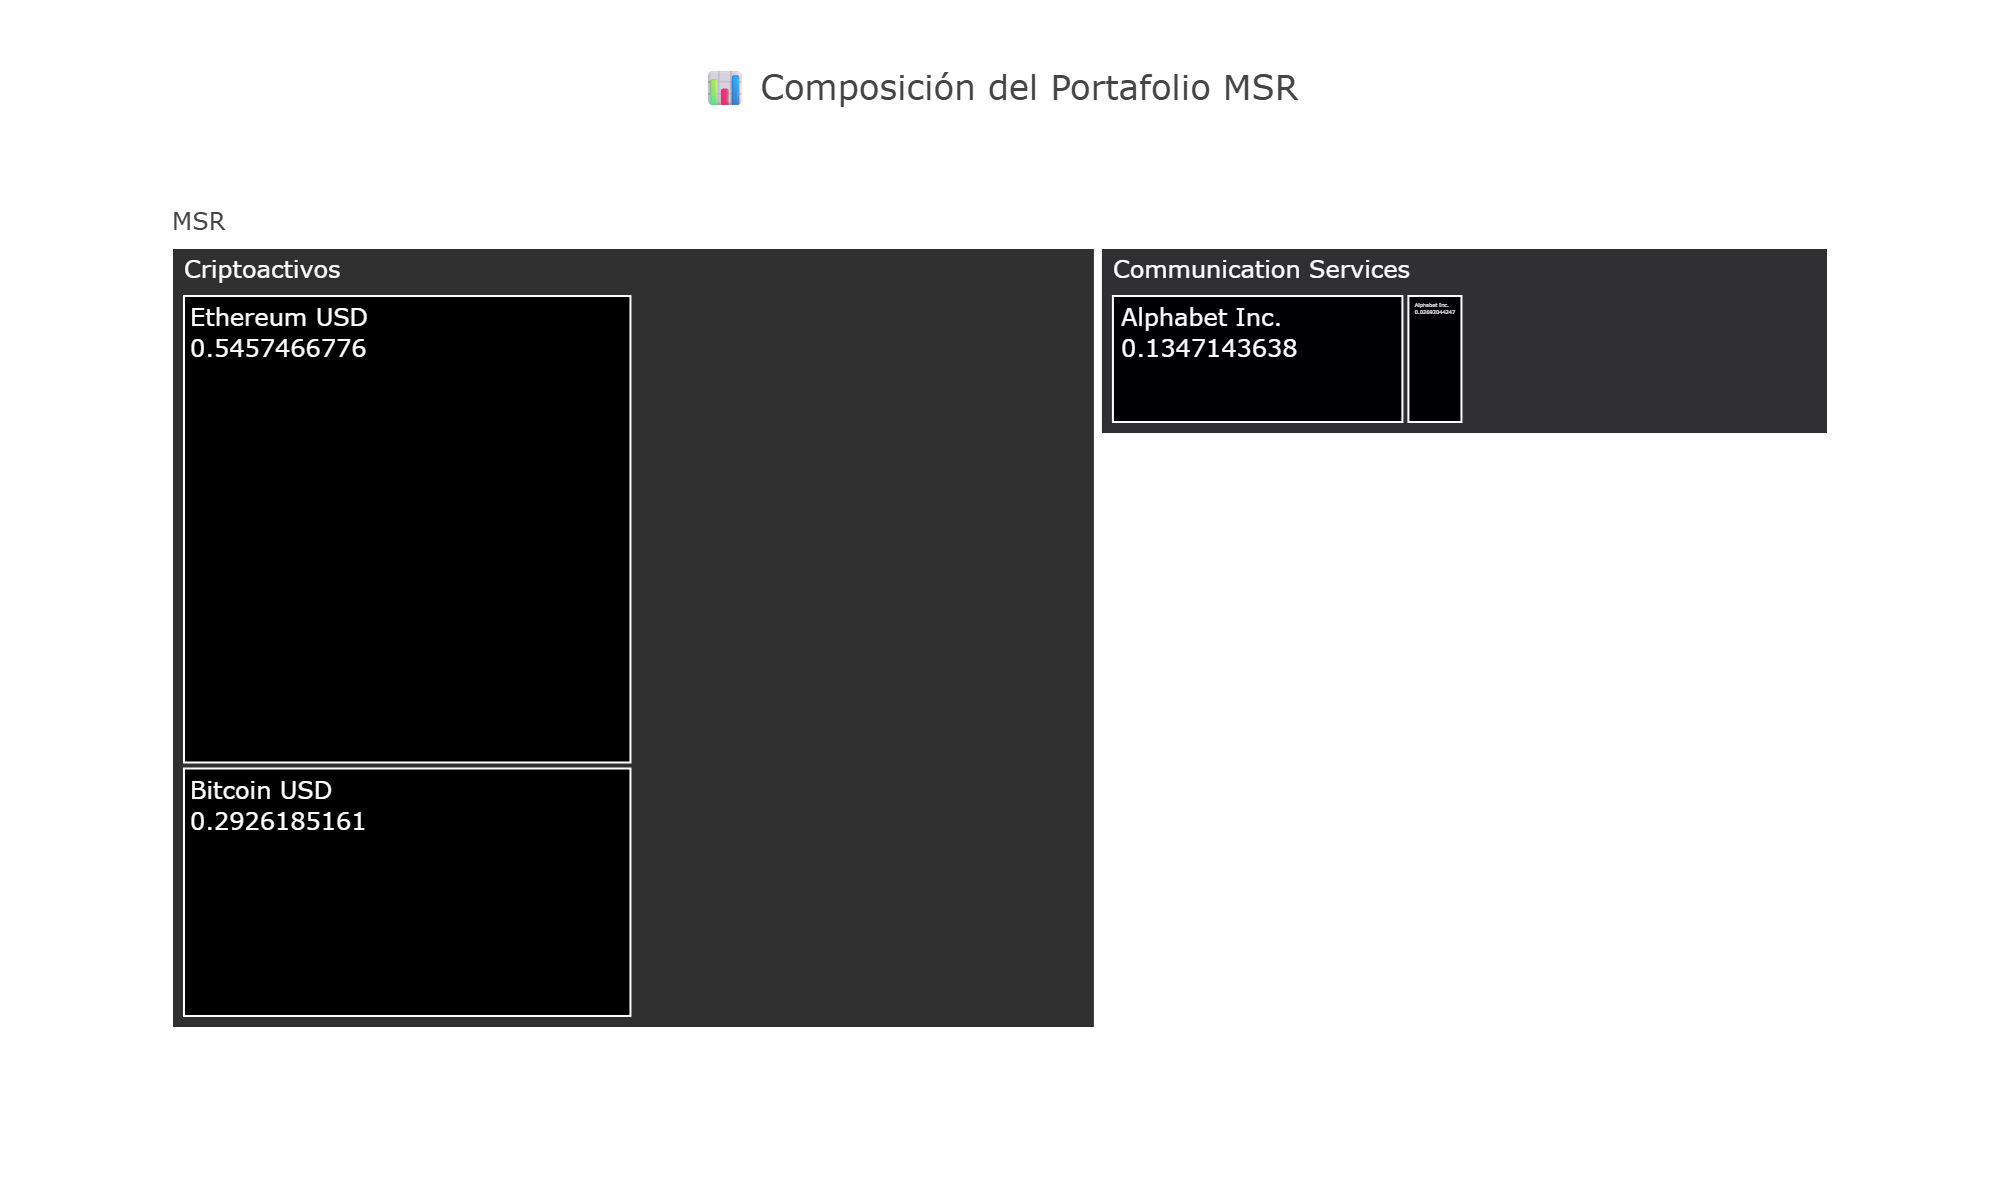 Composición del Portafolio MSR
MSR
Criptoactivos
Ethereum USD
0.5457466776
Bitcoin USD
0.2926185161
Communication Services
Alphabet Inc.
0.1347143638
Alphabet Inc.
0.02692044247